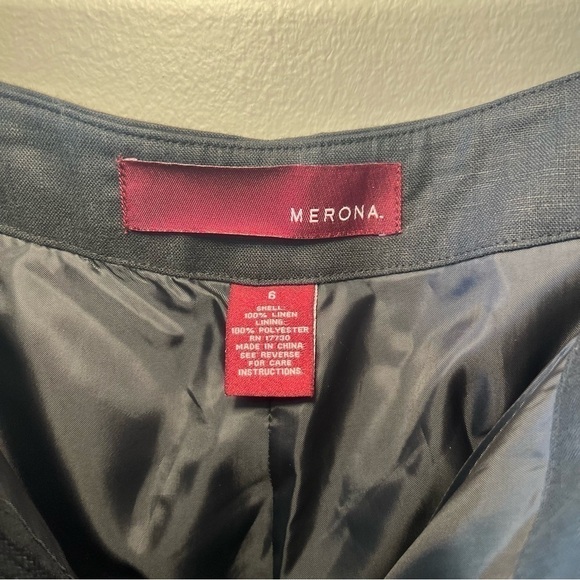 MERONA
6
SHELL:
100% LINEN
LINING:
100% POLYESTER
RN 17730
MADE IN CHINA
SEE REVERSE
FOR CARE
INSTRUCTIONS